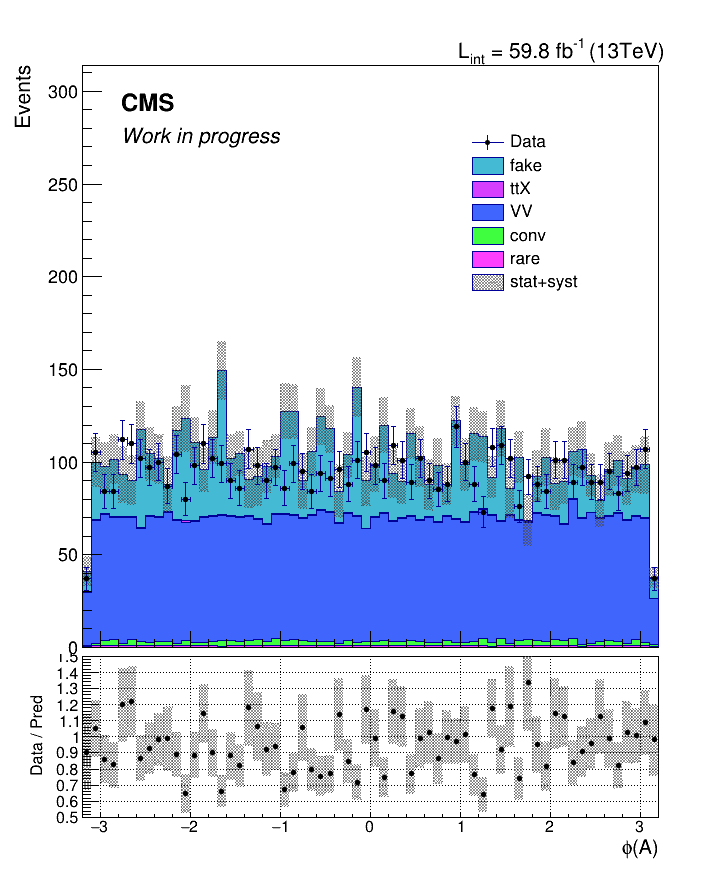 L_int = 59.8 fb^-1 (13TeV)
Events
CMS
Work in progress
300
250
200
150
100
50
0
Data
fake
ttX
VV
conv
rare
stat+syst
Data / Pred
1.5
1.4
1.3
1.2
1.1
1
0.9
0.8
0.7
0.6
0.5
−3 −2 −1 0 1 2 3
ϕ(A)